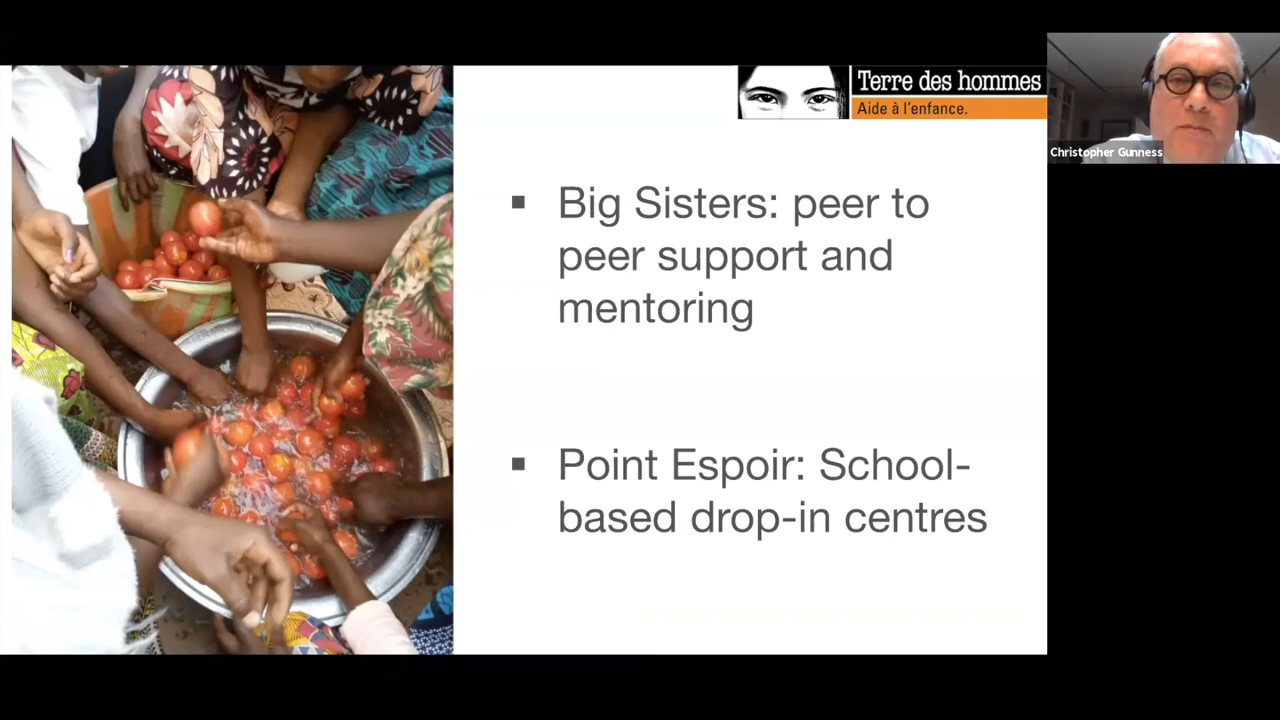 Terre des hommes
Aide à l'enfance.
Christopher Gunness
▪ Big Sisters: peer to
peer support and
mentoring
▪ Point Espoir: School-
based drop-in centres